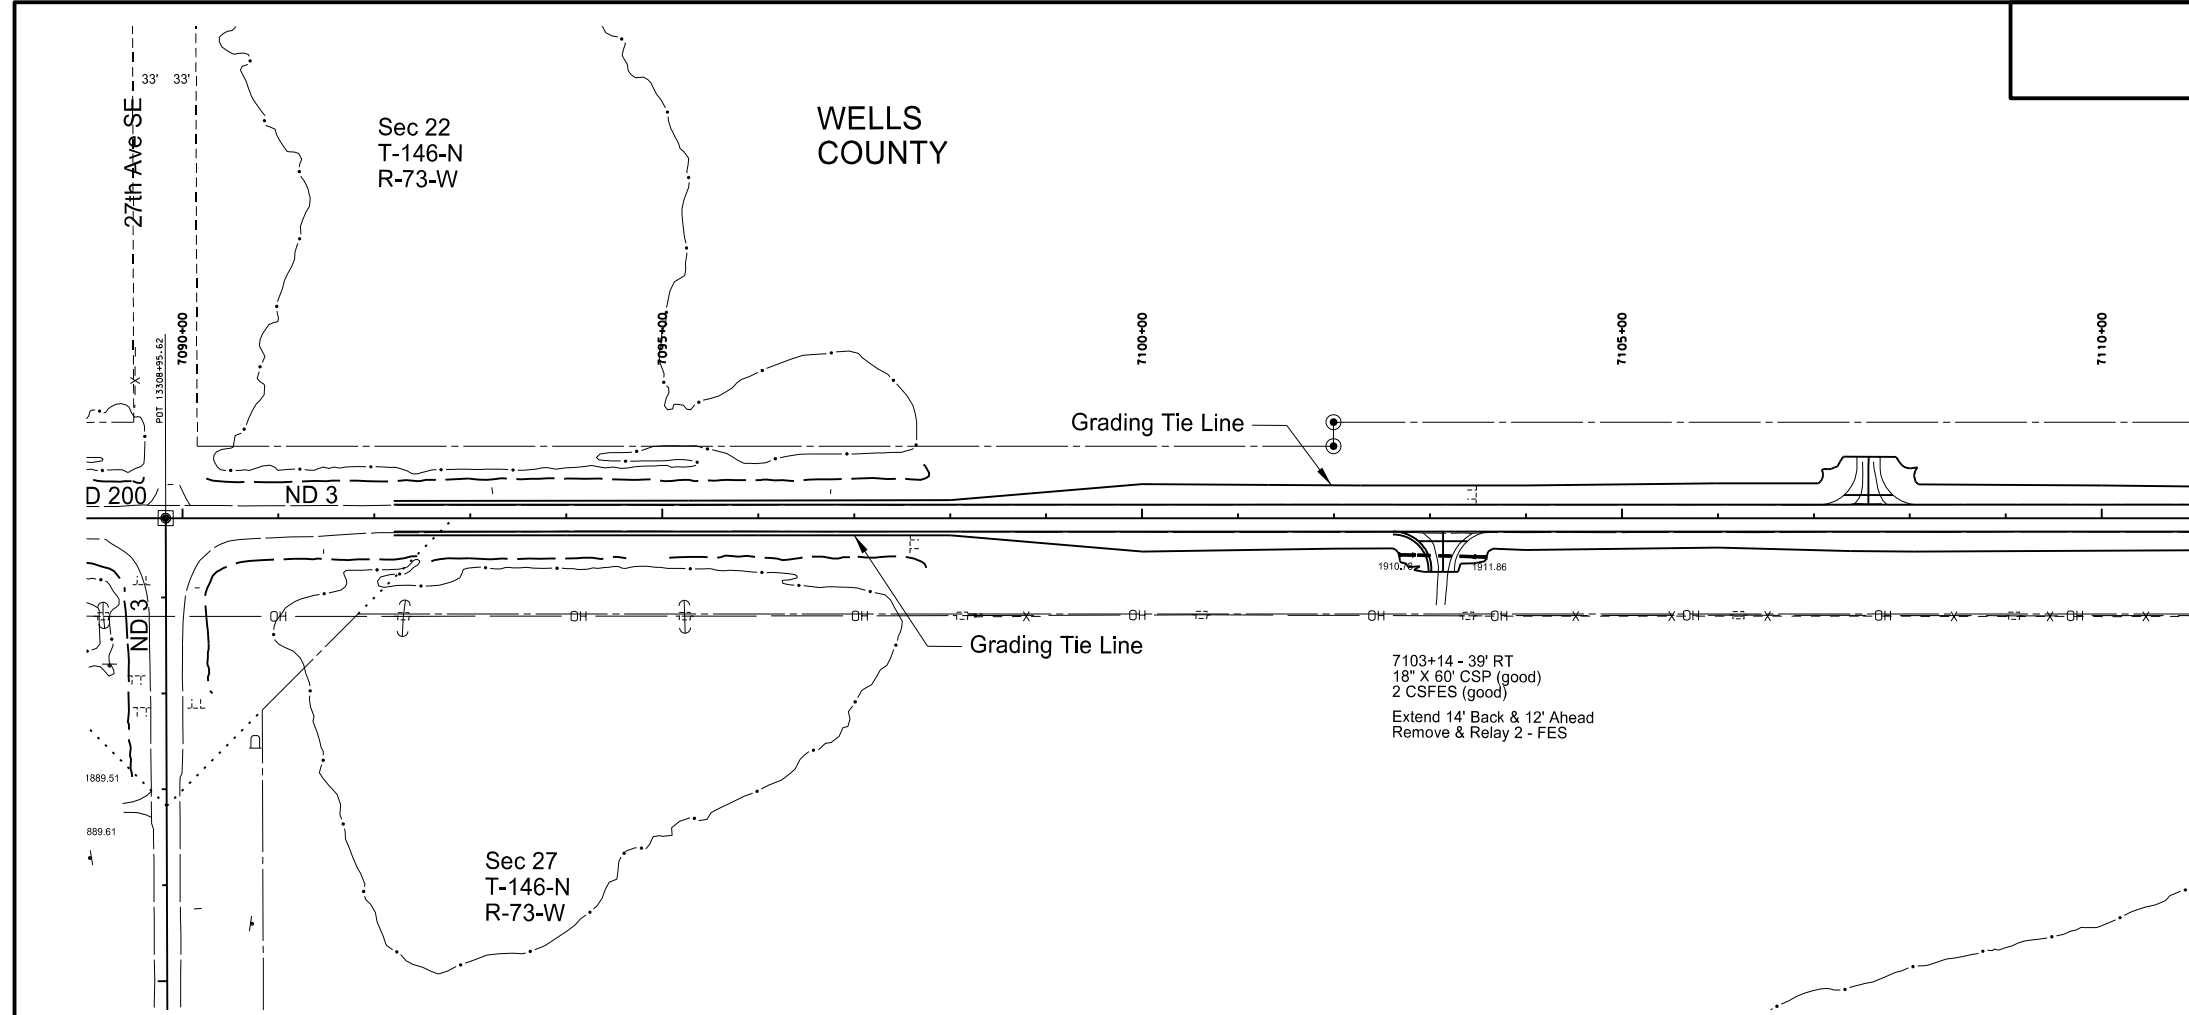 33' 33'
27th Ave SE
Sec 22
T-146-N
R-73-W
WELLS
COUNTY
POT 13308+95.62
7090+00
7095+00
7100+00
7105+00
7110+00
Grading Tie Line
D 200
ND 3
1911.86
X
OH
OH
OH
OH
OH
OH
OH
OH
OH
X
X
X
X
X
X
X
ND 3
Grading Tie Line
7103+14 - 39' RT
18" X 60' CSP (good)
2 CSFES (good)
Extend 14' Back & 12' Ahead
Remove & Relay 2 - FES
1889.51
889.61
Sec 27
T-146-N
R-73-W